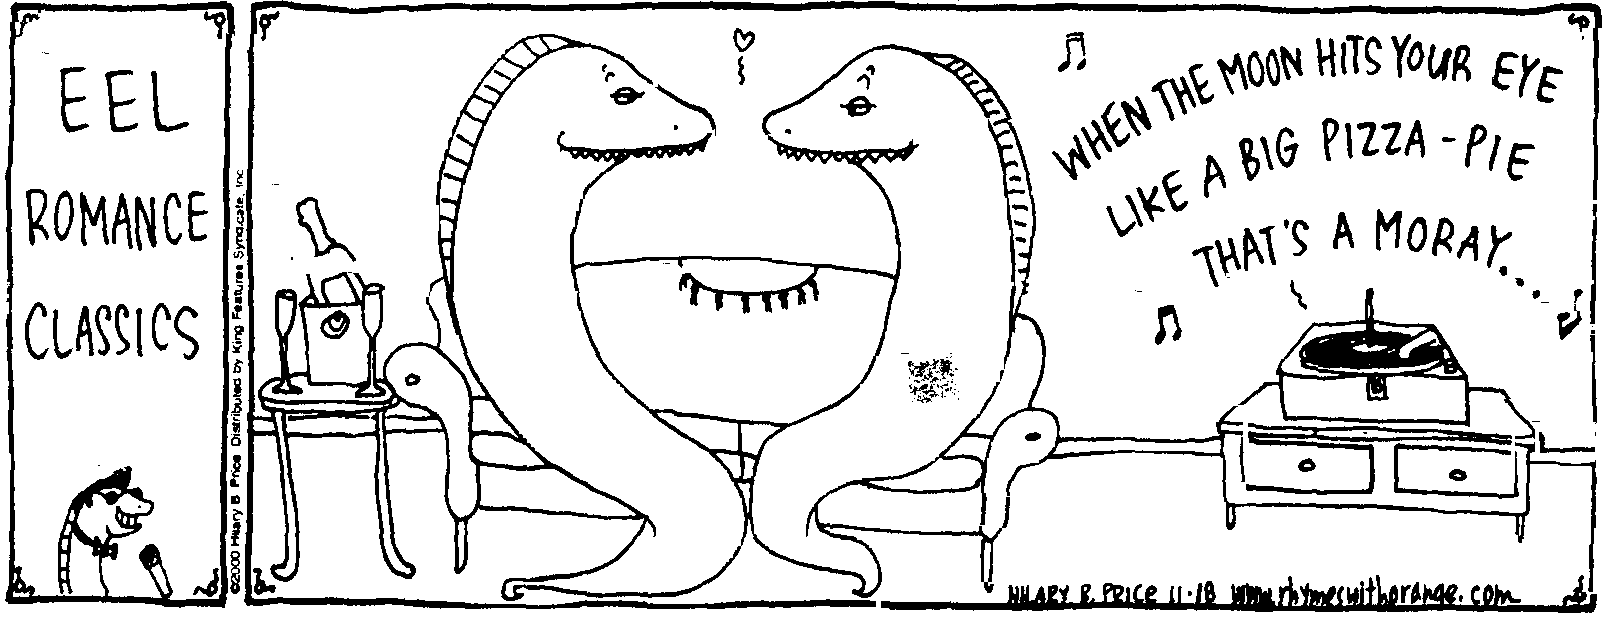 EEL
ROMANCE
CLASSICS
©2000 Hilary B. Price Distributed by King Features Syndicate, Inc
WHEN THE MOON HITS YOUR EYE
LIKE A BIG PIZZA-PIE
THAT'S A MORAY...
HILARY B. PRICE 11·18 www.rhymeswithorange.com